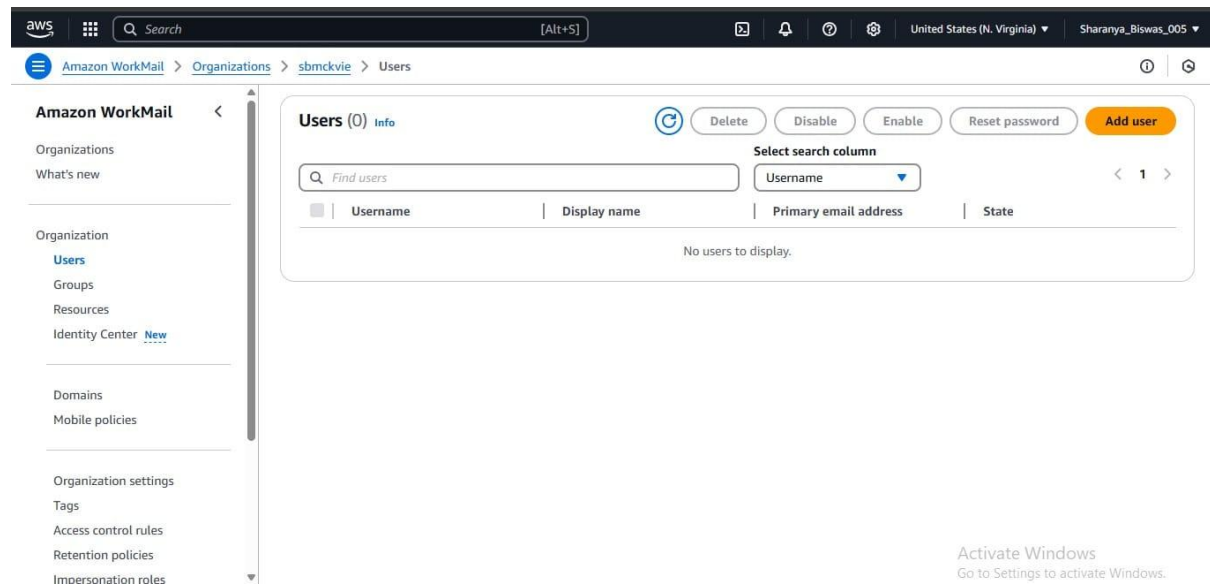 aws Search [Alt+S] United States (N. Virginia) Sharanya_Biswas_005
Amazon WorkMail > Organizations > sbmckvie > Users
Amazon WorkMail
Organizations
What's new
Organization
Users
Groups
Resources
Identity Center New
Domains
Mobile policies
Organization settings
Tags
Access control rules
Retention policies
Impersonation roles
Users (0) Info Delete Disable Enable Reset password Add user
Select search column
Find users Username 1
Username Display name Primary email address State
No users to display.
Activate Windows
Go to Settings to activate Windows.